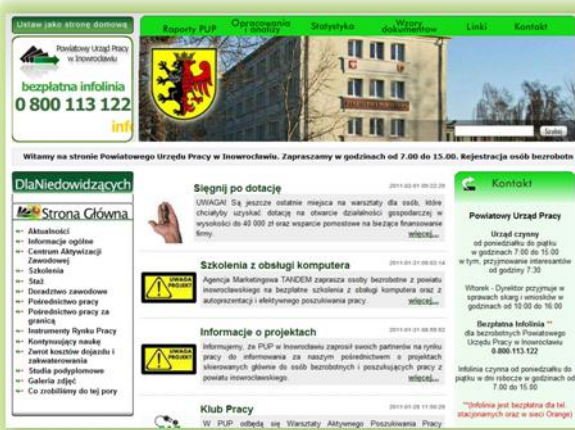 Ustaw jako stronę domową
Raporty PUP
Opracowania
i analizy
Statystyka
Wzory
dokumentów
Linki
Kontakt
Powiatowy Urząd Pracy
w Inowrocławiu
bezpłatna infolinia
0 800 113 122
info
Szukaj
Witamy na stronie Powiatowego Urzędu Pracy w Inowrocławiu. Zapraszamy w godzinach od 7.00 do 15.00. Rejestracja osób bezrobotn
DlaNiedowidzących
Strona Główna
Aktualności
Informacje ogólne
Centrum Aktywizacji
Zawodowej
Szkolenia
Staż
Doradztwo zawodowe
Pośrednictwo pracy
Pośrednictwo pracy za
granicą
Instrumenty Rynku Pracy
Kontynuujący naukę
Zwrot kosztów dojazdu i
zakwaterowania
Studia podyplomowe
Galeria zdjęć
Co zrobiliśmy do tej pory
Sięgnij po dotację
UWAGA! Są jeszcze ostatnie miejsca na warsztaty dla osób, które
chciałyby uzyskać dotację na otwarcie działalności gospodarczej w
wysokości do 40 000 zł oraz wsparcie pomostowe na bieżące finansowanie
firmy.
więcej...
UWAGA
PROJEKT
Szkolenia z obsługi komputera
Agencja Marketingowa TANDEM zaprasza osoby bezrobotne z powiatu
inowrocławskiego na bezpłatne szkolenia z obsługi komputera oraz z
autoprezentacji i efektywnego poszukiwania pracy.
więcej...
UWAGA
PROJEKT
Informacje o projektach
Informujemy, że PUP w Inowrocławiu zaprosił swoich partnerów na rynku
pracy do informowania za naszym pośrednictwem o projektach
skierowanych głównie do osób bezrobotnych i poszukujących pracy z
powiatu inowrocławskiego.
więcej...
Klub Pracy
W PUP odbędą się Warsztaty Aktywnego Poszukiwania Pracy
Kontakt
Powiatowy Urząd Pracy
Urząd czynny
od poniedziałku do piątku
w godzinach 7:00 do 15:00
w tym, przyjmowanie interesantów
od godziny 7:30
Wtorek - Dyrektor przyjmuje w
sprawach skarg i wniosków w
godzinach od 10:00 do 16:00
Bezpłatna Infolinia **
dla bezrobotnych Powiatowego
Urzędu Pracy w Inowrocławiu
0-800-113-122
Infolinia czynna od poniedziałku do
piątku w dni robocze w godzinach od
7.00 do 15.00
**(Infolinia jest bezpłatna dla tel.
stacjonarnych oraz w sieci Orange)